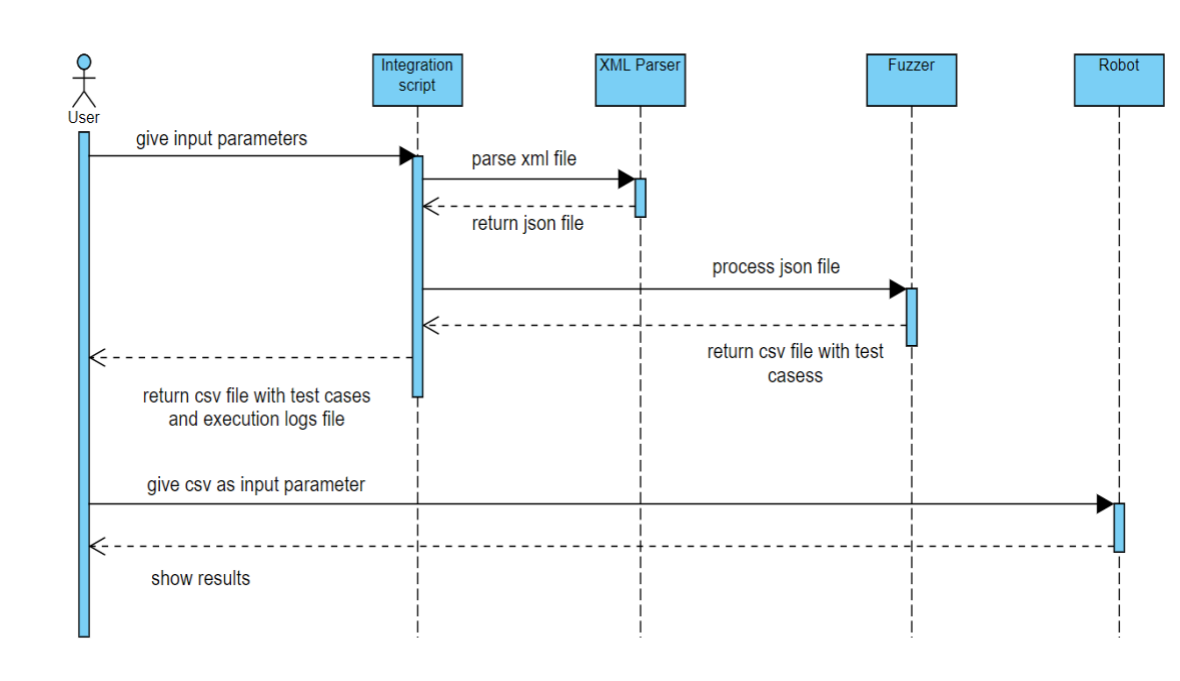 User
Integration
script
XML Parser
Fuzzer
Robot
give input parameters
parse xml file
return json file
process json file
return csv file with test
casess
return csv file with test cases
and execution logs file
give csv as input parameter
show results